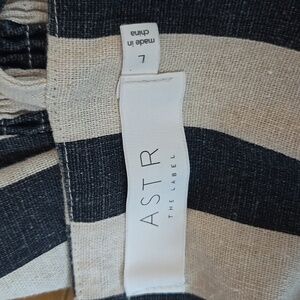 ASTR
THE LABEL
L
made in
china